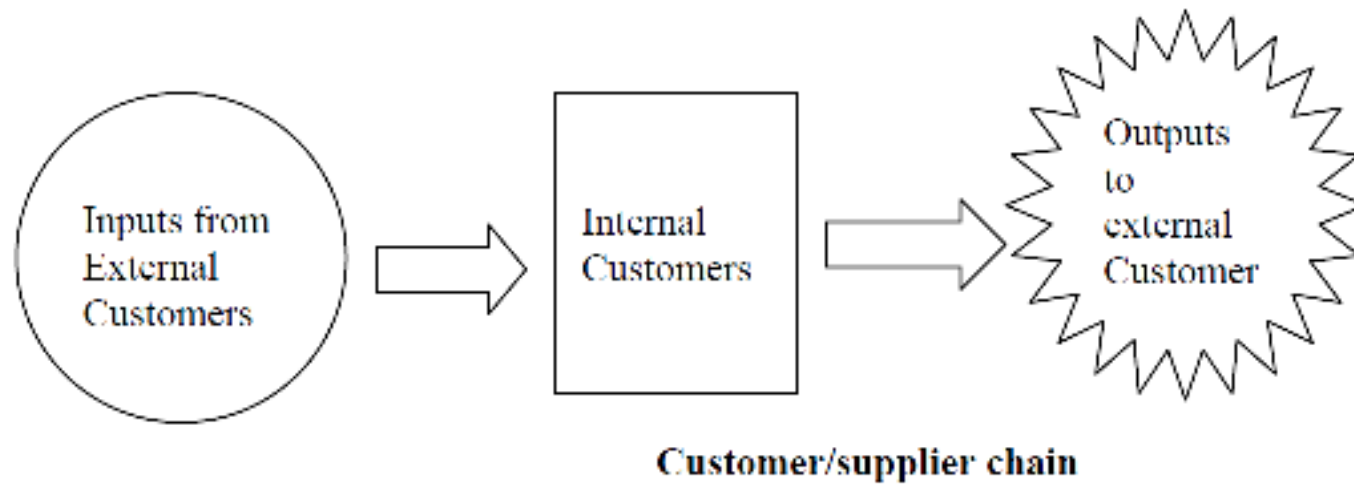 Inputs from
External
Customers
Internal
Customers
Outputs
to
external
Customer
Customer/supplier chain